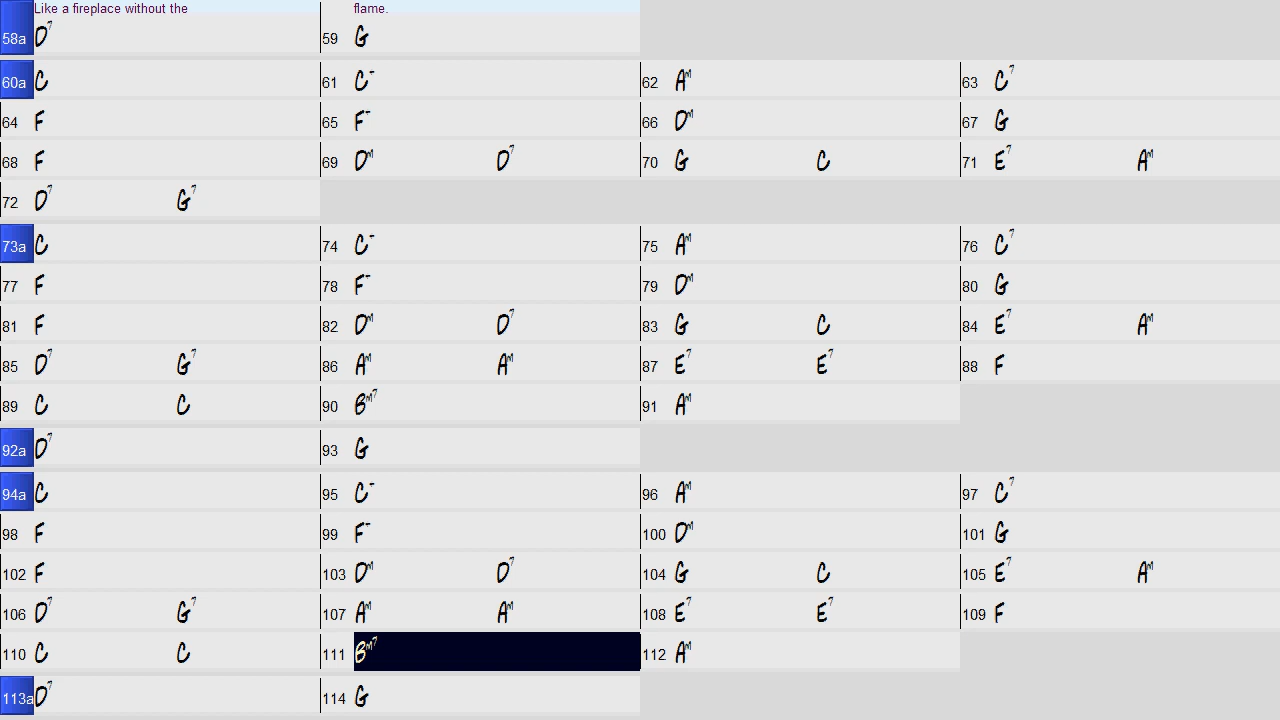 Like a fireplace without the flame.
58a D7 59 G
60a C 61 C+ 62 Am 63 C7
64 F 65 F+ 66 Dm 67 G
68 F 69 Dm D7 70 G C 71 E7 Am
72 D7 G7
73a C 74 C+ 75 Am 76 C7
77 F 78 F+ 79 Dm 80 G
81 F 82 Dm D7 83 G C 84 E7 Am
85 D7 G7 86 Am Am 87 E7 E7 88 F
89 C C 90 Bm7 91 Am
92a D7 93 G
94a C 95 C+ 96 Am 97 C7
98 F 99 F+ 100 Dm 101 G
102 F 103 Dm D7 104 G C 105 E7 Am
106 D7 G7 107 Am Am 108 E7 E7 109 F
110 C C 111 Bm7 112 Am
113a D7 114 G